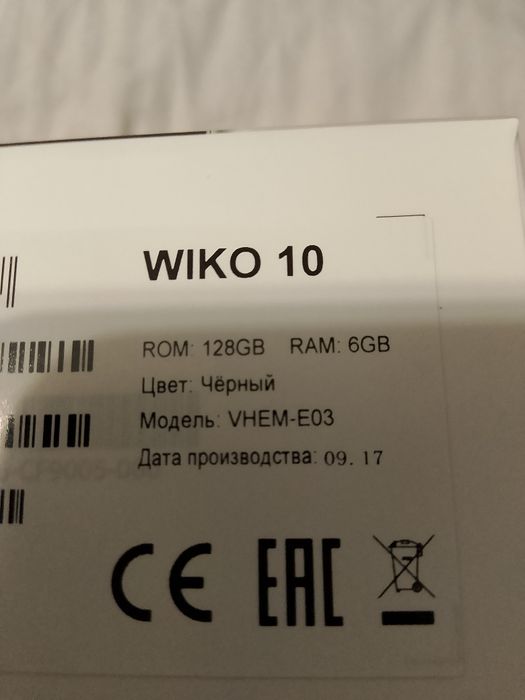 WIKO 10
ROM: 128GB RAM: 6GB
Цвет: Чёрный
Модель: VHEM-E03
Дата производства: 09.17
CE EAC